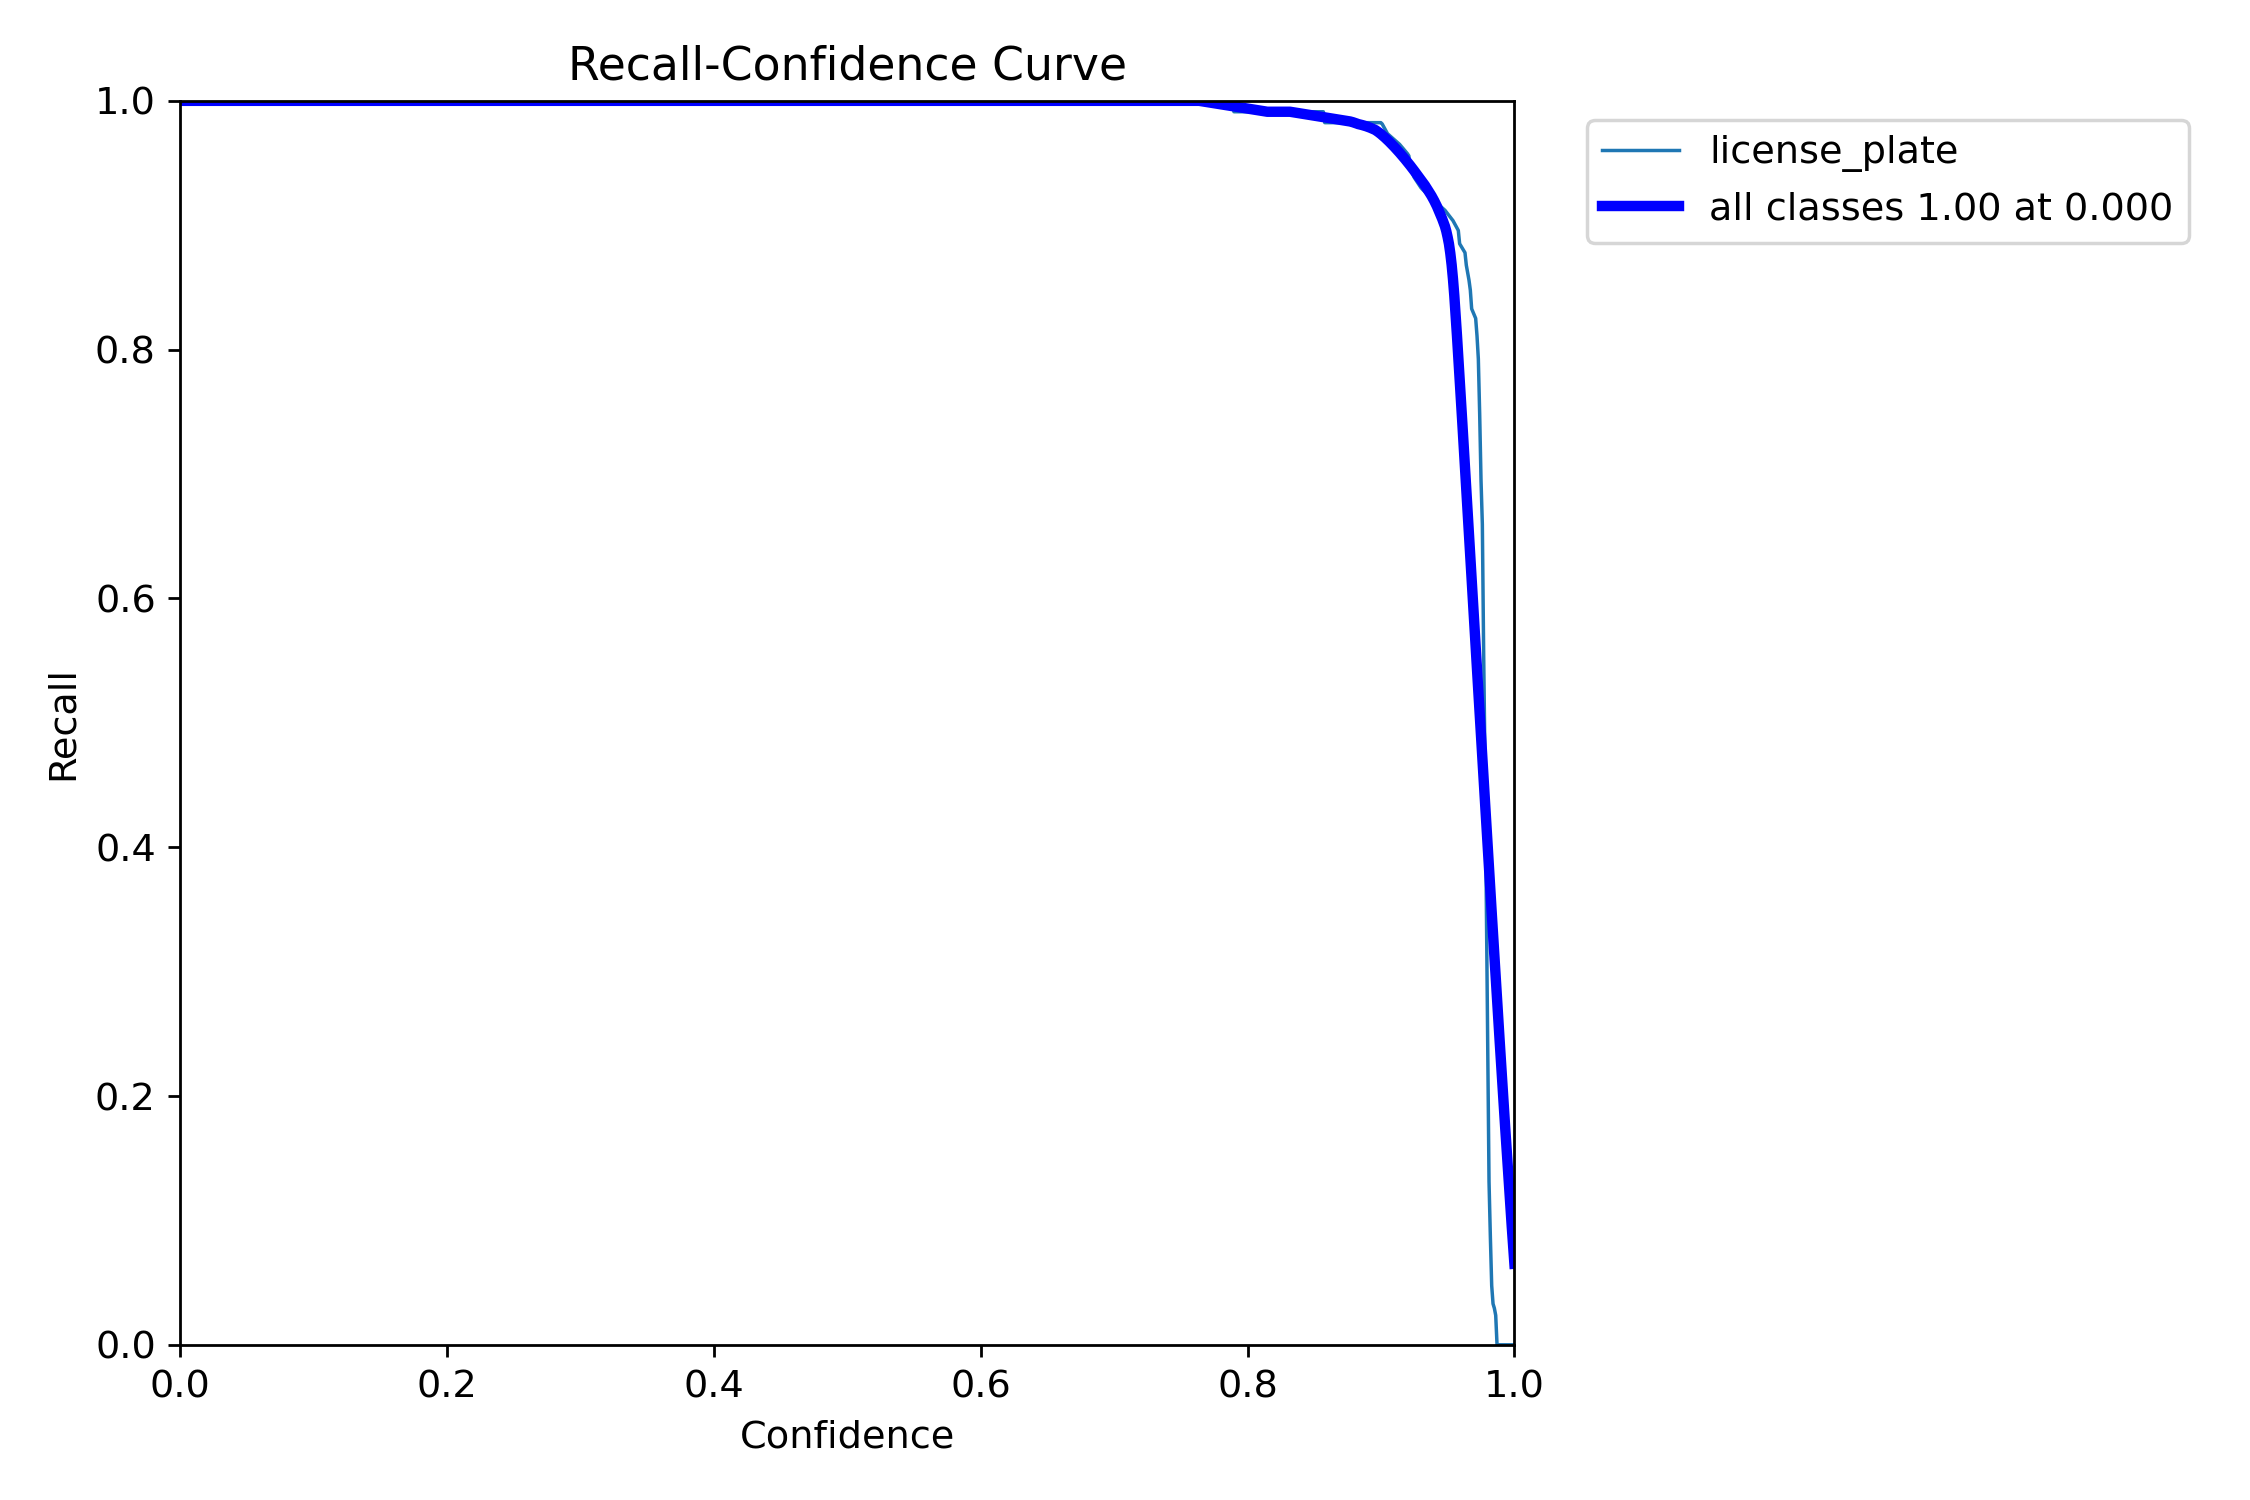 Recall-Confidence Curve
1.0
0.8
0.6
0.4
0.2
0.0
Recall
0.0 0.2 0.4 0.6 0.8 1.0
Confidence
license_plate
all classes 1.00 at 0.000